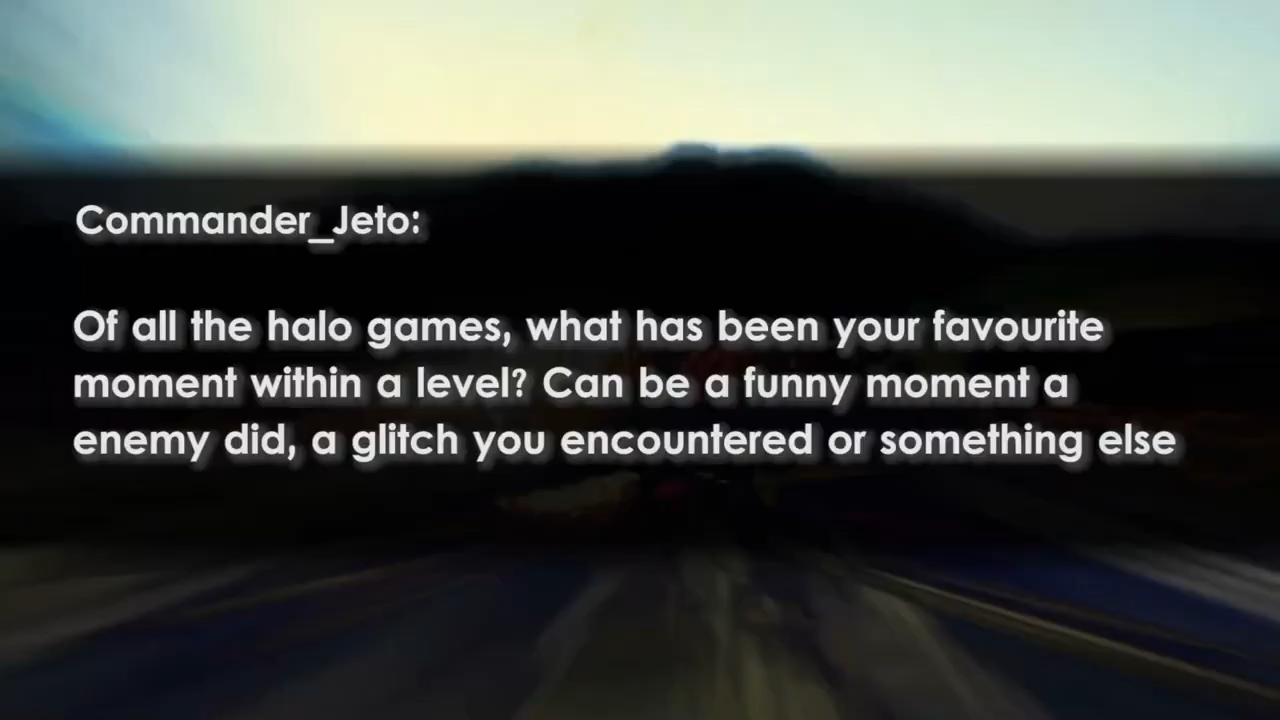 Commander_Jeto:
Of all the halo games, what has been your favourite
moment within a level? Can be a funny moment a
enemy did, a glitch you encountered or something else